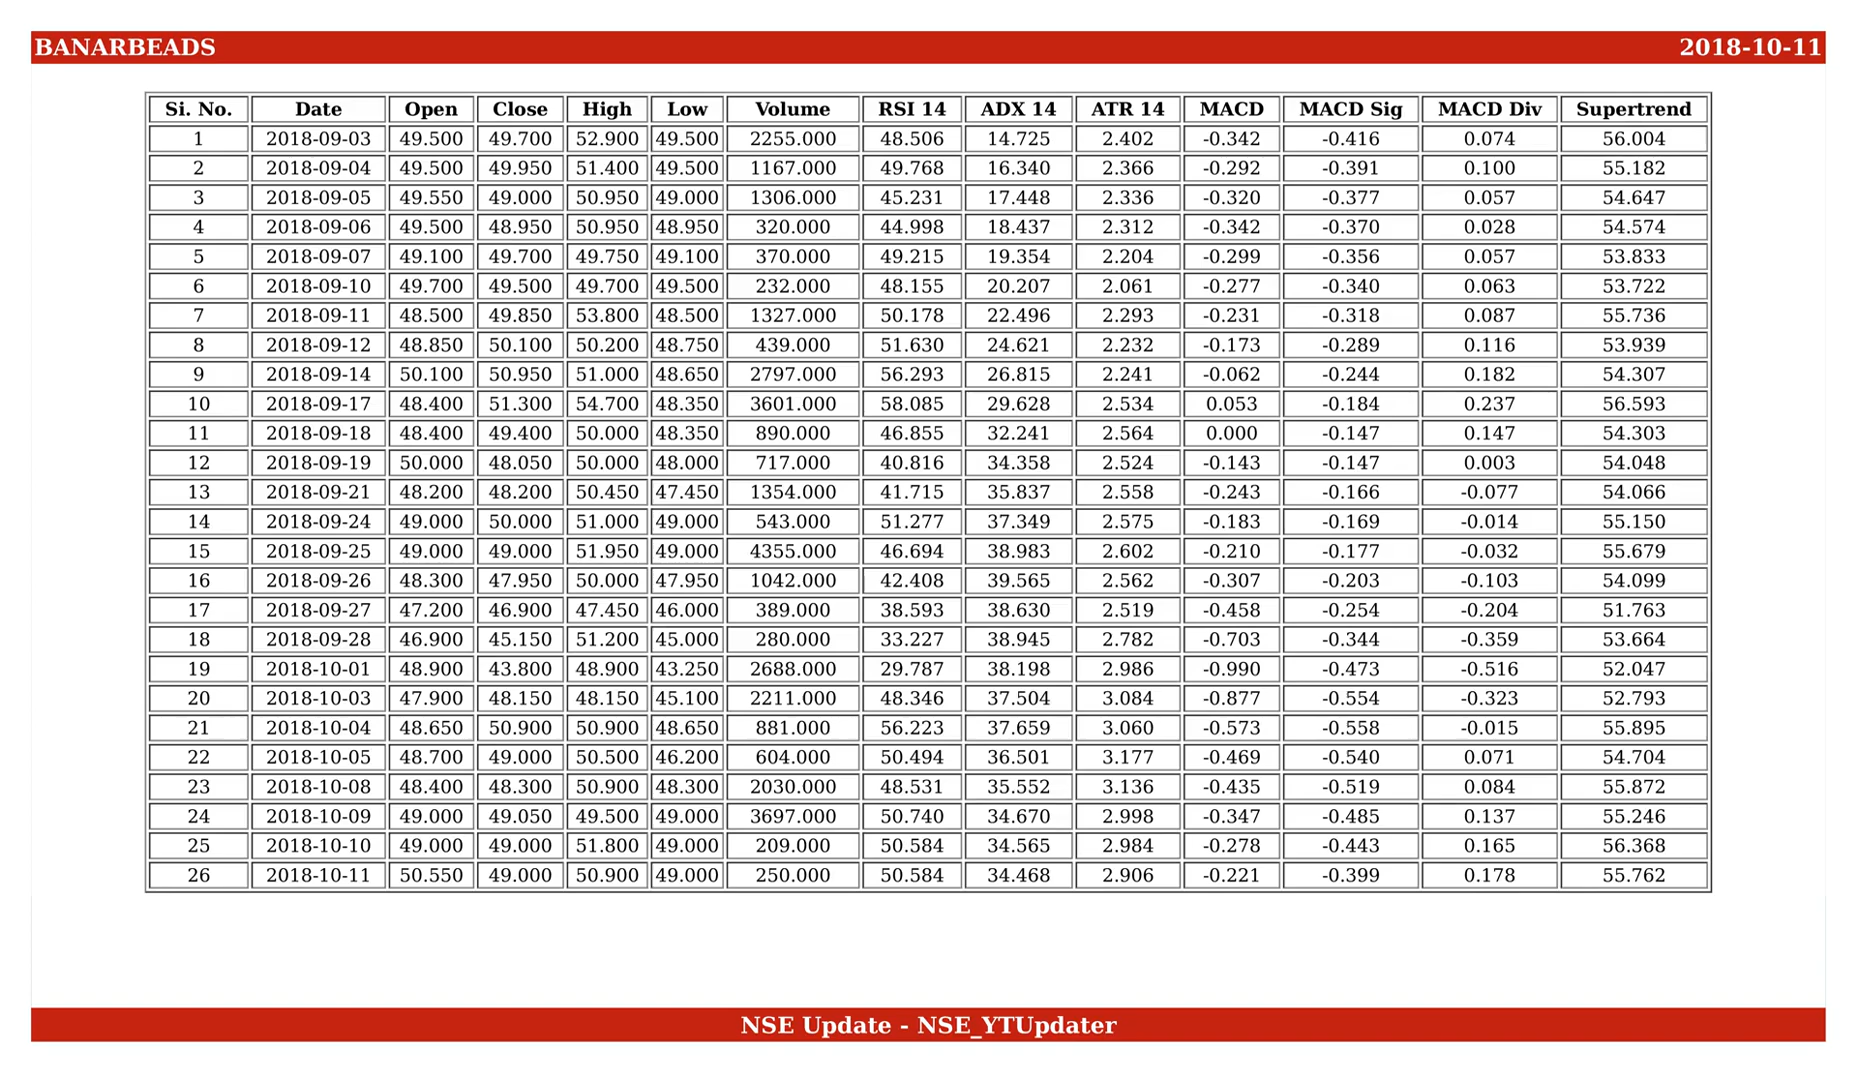 BANARBEADS 2018-10-11
Si. No. Date Open Close High Low Volume RSI 14 ADX 14 ATR 14 MACD MACD Sig MACD Div Supertrend
1 2018-09-03 49.500 49.700 52.900 49.500 2255.000 48.506 14.725 2.402 -0.342 -0.416 0.074 56.004
2 2018-09-04 49.500 49.950 51.400 49.500 1167.000 49.768 16.340 2.366 -0.292 -0.391 0.100 55.182
3 2018-09-05 49.550 49.000 50.950 49.000 1306.000 45.231 17.448 2.336 -0.320 -0.377 0.057 54.647
4 2018-09-06 49.500 48.950 50.950 48.950 320.000 44.998 18.437 2.312 -0.342 -0.370 0.028 54.574
5 2018-09-07 49.100 49.700 49.750 49.100 370.000 49.215 19.354 2.204 -0.299 -0.356 0.057 53.833
6 2018-09-10 49.700 49.500 49.700 49.500 232.000 48.155 20.207 2.061 -0.277 -0.340 0.063 53.722
7 2018-09-11 48.500 49.850 53.800 48.500 1327.000 50.178 22.496 2.293 -0.231 -0.318 0.087 55.736
8 2018-09-12 48.850 50.100 50.200 48.750 439.000 51.630 24.621 2.232 -0.173 -0.289 0.116 53.939
9 2018-09-14 50.100 50.950 51.000 48.650 2797.000 56.293 26.815 2.241 -0.062 -0.244 0.182 54.307
10 2018-09-17 48.400 51.300 54.700 48.350 3601.000 58.085 29.628 2.534 0.053 -0.184 0.237 56.593
11 2018-09-18 48.400 49.400 50.000 48.350 890.000 46.855 32.241 2.564 0.000 -0.147 0.147 54.303
12 2018-09-19 50.000 48.050 50.000 48.000 717.000 40.816 34.358 2.524 -0.143 -0.147 0.003 54.048
13 2018-09-21 48.200 48.200 50.450 47.450 1354.000 41.715 35.837 2.558 -0.243 -0.166 -0.077 54.066
14 2018-09-24 49.000 50.000 51.000 49.000 543.000 51.277 37.349 2.575 -0.183 -0.169 -0.014 55.150
15 2018-09-25 49.000 49.000 51.950 49.000 4355.000 46.694 38.983 2.602 -0.210 -0.177 -0.032 55.679
16 2018-09-26 48.300 47.950 50.000 47.950 1042.000 42.408 39.565 2.562 -0.307 -0.203 -0.103 54.099
17 2018-09-27 47.200 46.900 47.450 46.000 389.000 38.593 38.630 2.519 -0.458 -0.254 -0.204 51.763
18 2018-09-28 46.900 45.150 51.200 45.000 280.000 33.227 38.945 2.782 -0.703 -0.344 -0.359 53.664
19 2018-10-01 48.900 43.800 48.900 43.250 2688.000 29.787 38.198 2.986 -0.990 -0.473 -0.516 52.047
20 2018-10-03 47.900 48.150 48.150 45.100 2211.000 48.346 37.504 3.084 -0.877 -0.554 -0.323 52.793
21 2018-10-04 48.650 50.900 50.900 48.650 881.000 56.223 37.659 3.060 -0.573 -0.558 -0.015 55.895
22 2018-10-05 48.700 49.000 50.500 46.200 604.000 50.494 36.501 3.177 -0.469 -0.540 0.071 54.704
23 2018-10-08 48.400 48.300 50.900 48.300 2030.000 48.531 35.552 3.136 -0.435 -0.519 0.084 55.872
24 2018-10-09 49.000 49.050 49.500 49.000 3697.000 50.740 34.670 2.998 -0.347 -0.485 0.137 55.246
25 2018-10-10 49.000 49.000 51.800 49.000 209.000 50.584 34.565 2.984 -0.278 -0.443 0.165 56.368
26 2018-10-11 50.550 49.000 50.900 49.000 250.000 50.584 34.468 2.906 -0.221 -0.399 0.178 55.762
NSE Update - NSE_YTUpdater